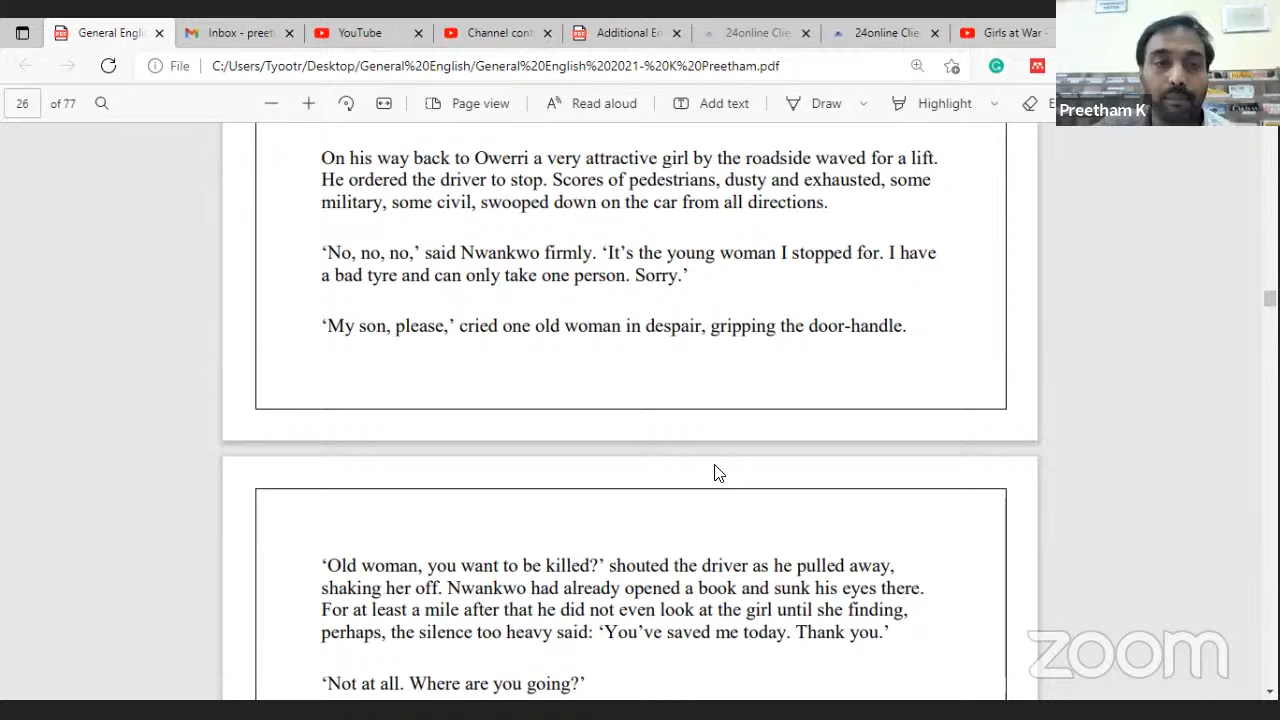 General Engli
Inbox - preet
YouTube
Channel cont
Additional En
24online Clie
24online Clie
Girls at War -
File
C:/Users/Tyootr/Desktop/General%20English/General%20English%202021-%20K%20Preetham.pdf
26 of 77
Page view
Read aloud
Add text
Draw
Highlight
Preetham K
On his way back to Owerri a very attractive girl by the roadside waved for a lift.
He ordered the driver to stop. Scores of pedestrians, dusty and exhausted, some
military, some civil, swooped down on the car from all directions.
‘No, no, no,’ said Nwankwo firmly. ‘It’s the young woman I stopped for. I have
a bad tyre and can only take one person. Sorry.’
‘My son, please,’ cried one old woman in despair, gripping the door-handle.
‘Old woman, you want to be killed?’ shouted the driver as he pulled away,
shaking her off. Nwankwo had already opened a book and sunk his eyes there.
For at least a mile after that he did not even look at the girl until she finding,
perhaps, the silence too heavy said: ‘You’ve saved me today. Thank you.’
‘Not at all. Where are you going?’
zoom